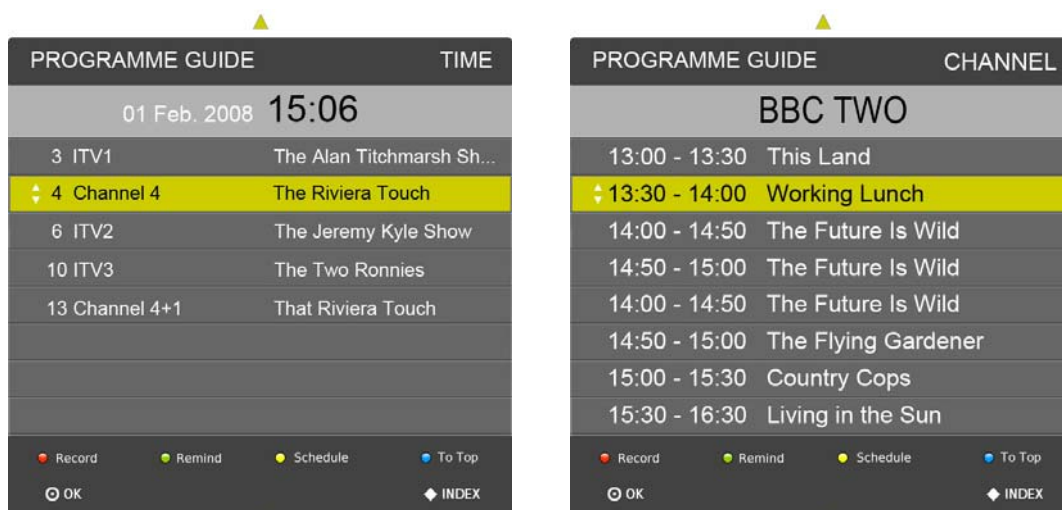 PROGRAMME GUIDE TIME
01 Feb. 2008 15:06
3 ITV1 The Alan Titchmarsh Sh...
4 Channel 4 The Riviera Touch
6 ITV2 The Jeremy Kyle Show
10 ITV3 The Two Ronnies
13 Channel 4+1 That Riviera Touch
Record Remind Schedule To Top
OK INDEX
PROGRAMME GUIDE CHANNEL
BBC TWO
13:00 - 13:30 This Land
13:30 - 14:00 Working Lunch
14:00 - 14:50 The Future Is Wild
14:50 - 15:00 The Future Is Wild
14:00 - 14:50 The Future Is Wild
14:50 - 15:00 The Flying Gardener
15:00 - 15:30 Country Cops
15:30 - 16:30 Living in the Sun
Record Remind Schedule To Top
OK INDEX